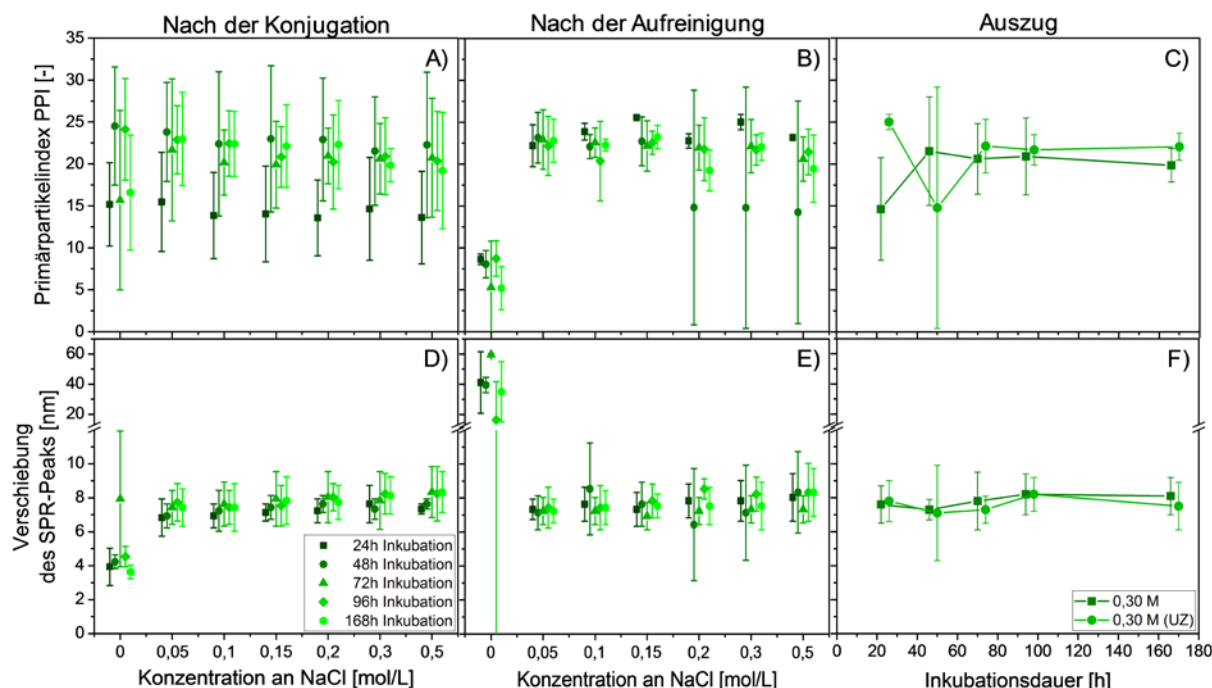 Nach der Konjugation
Nach der Aufreinigung
Auszug
Primärpartikelindex PPI [-]
35
30
25
20
15
10
5
0
A)
B)
C)
Verschiebung
des SPR-Peaks [nm]
60
40
20
10
8
6
4
2
0
D)
E)
F)
24h Inkubation
48h Inkubation
72h Inkubation
96h Inkubation
168h Inkubation
0,30 M
0,30 M (UZ)
0 0,05 0,1 0,15 0,2 0,3 0,5
0 0,05 0,1 0,15 0,2 0,3 0,5
0 20 40 60 80 100 120 140 160 180
Konzentration an NaCl [mol/L]
Konzentration an NaCl [mol/L]
Inkubationsdauer [h]